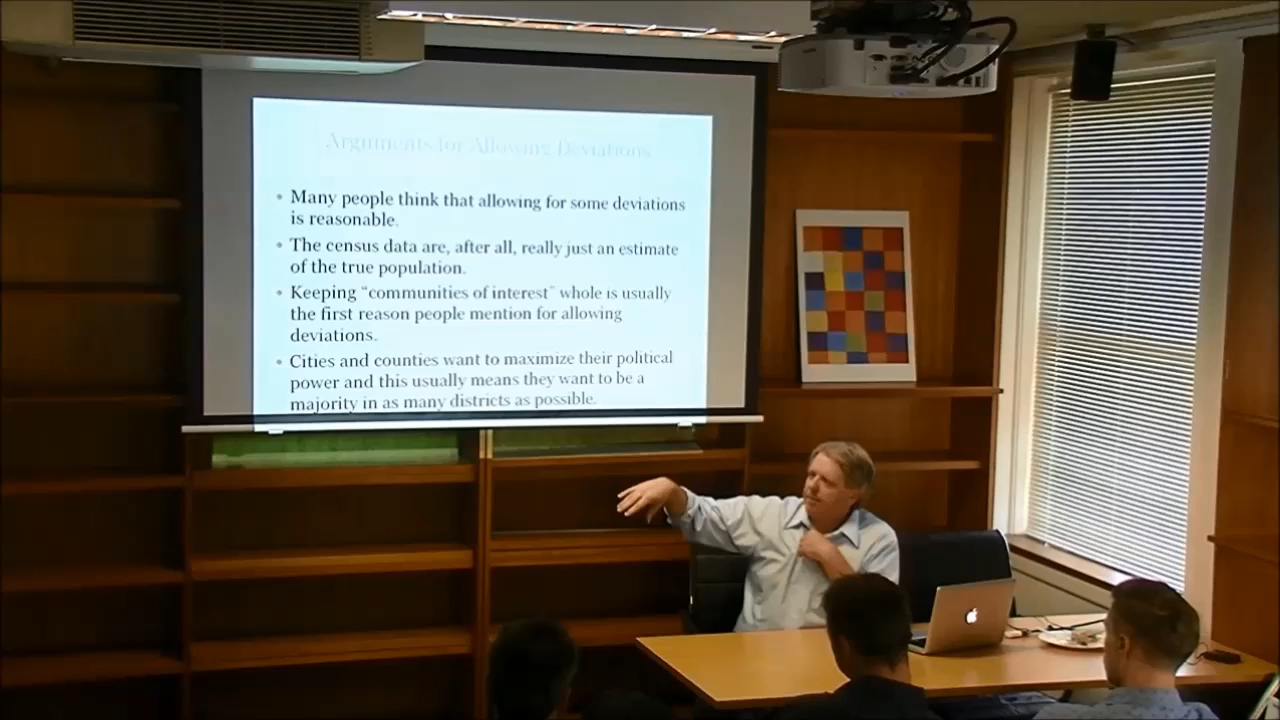 Arguments for Allowing Deviations
• Many people think that allowing for some deviations
is reasonable.
• The census data are, after all, really just an estimate
of the true population.
• Keeping “communities of interest” whole is usually
the first reason people mention for allowing
deviations.
• Cities and counties want to maximize their political
power and this usually means they want to be a
majority in as many districts as possible.